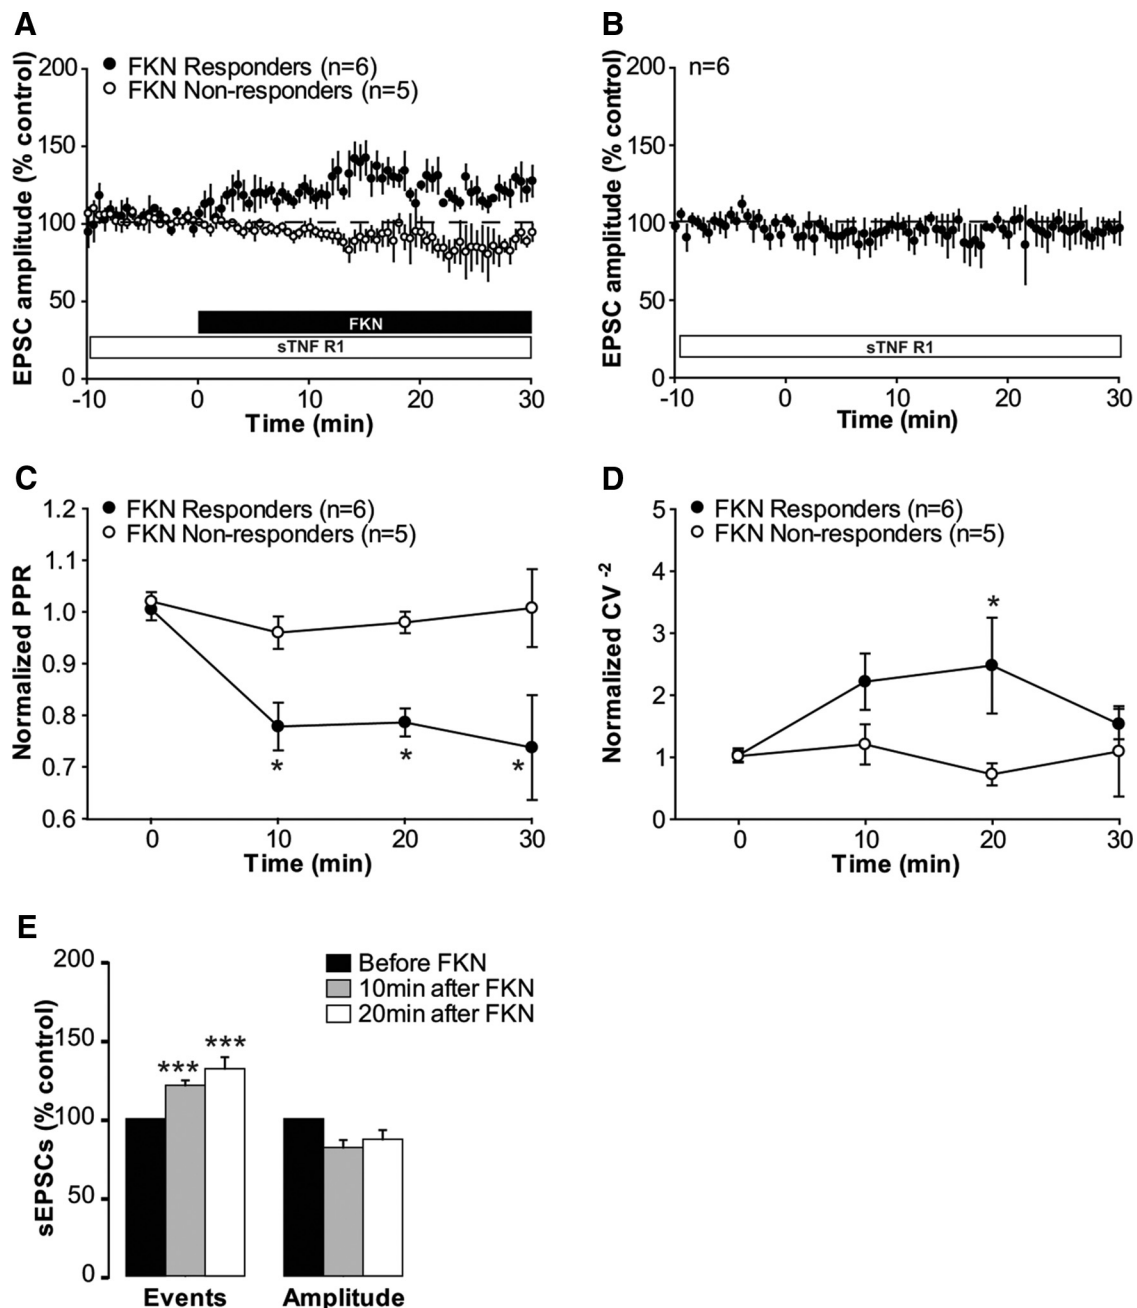 A
EPSC amplitude (% control)
200
150
100
50
0
FKN Responders (n=6)
FKN Non-responders (n=5)
FKN
sTNF R1
-10 0 10 20 30
Time (min)
B
EPSC amplitude (% control)
200
150
100
50
0
n=6
sTNF R1
-10 0 10 20 30
Time (min)
C
Normalized PPR
1.2
1.1
1.0
0.9
0.8
0.7
0.6
FKN Responders (n=6)
FKN Non-responders (n=5)
* * *
0 10 20 30
Time (min)
D
Normalized CV -2
5
4
3
2
1
0
FKN Responders (n=6)
FKN Non-responders (n=5)
*
0 10 20 30
Time (min)
E
sEPSCs (% control)
200
150
100
50
0
Before FKN
10min after FKN
20min after FKN
*** ***
Events Amplitude